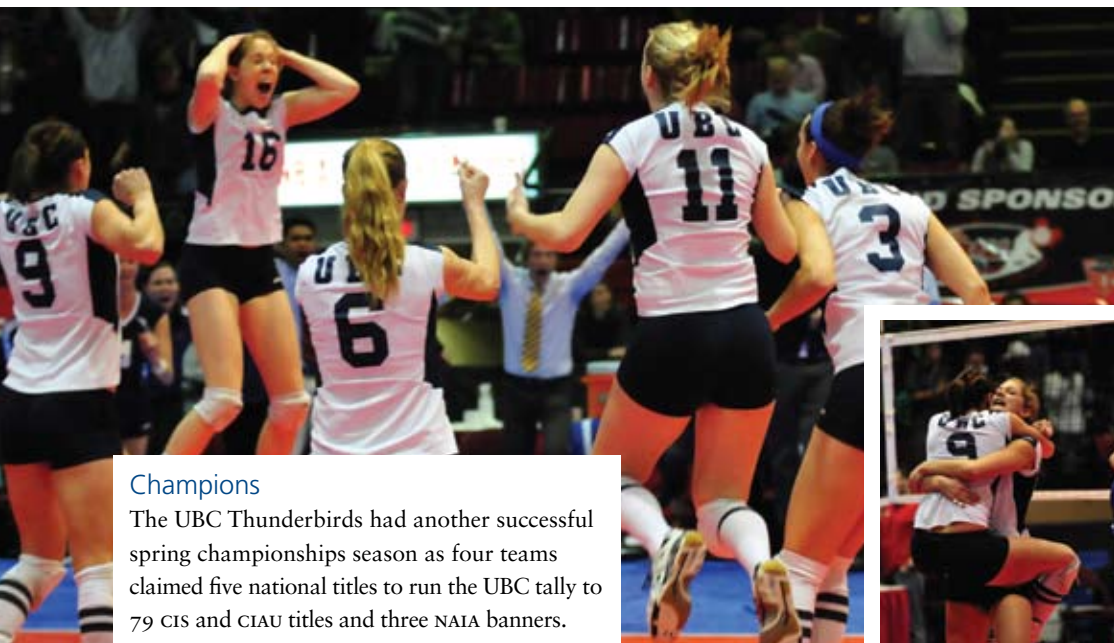 UBC
9
16
UBC
6
UBC
11
UBC
3
D SPONSO
UBC
9
Champions
The UBC Thunderbirds had another successful
spring championships season as four teams
claimed five national titles to run the UBC tally to
79 CIS and CIAU titles and three NAIA banners.